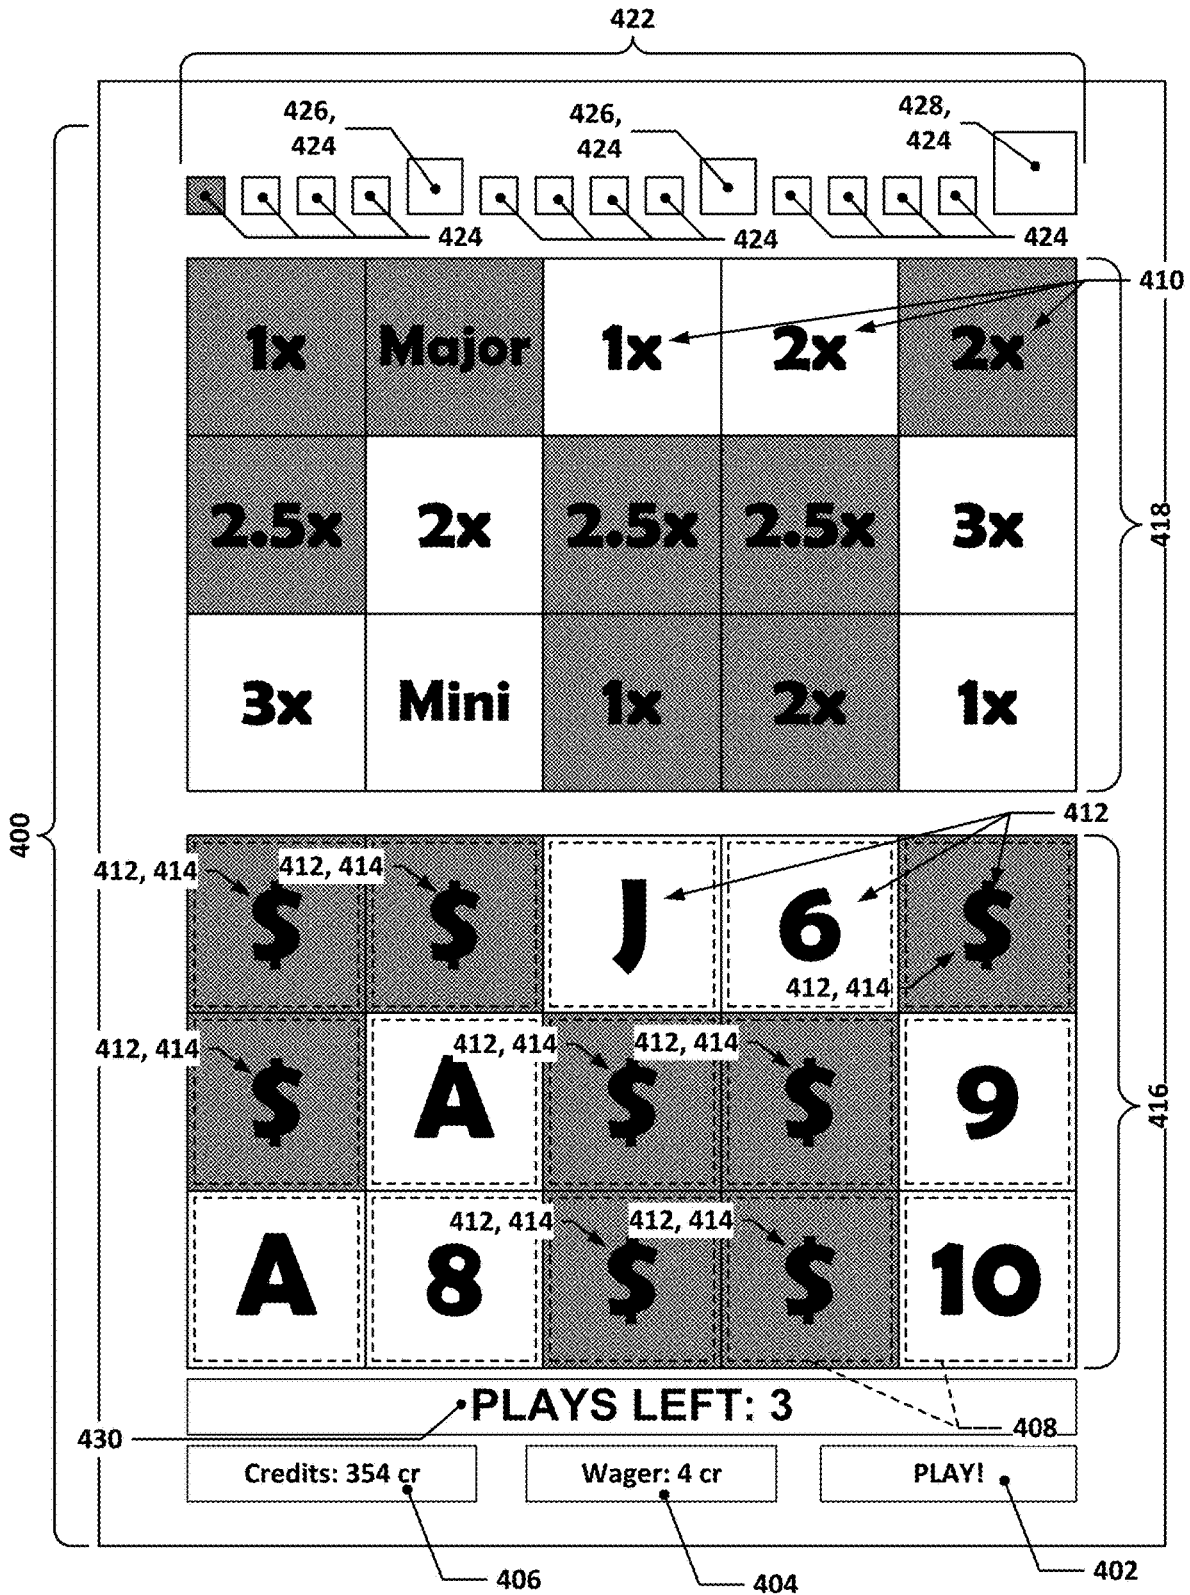 422
426,
424
426,
424
428,
424
424
424
424
410
1x Major 1x 2x 2x
2.5x 2x 2.5x 2.5x 3x
418
3x Mini 1x 2x 1x
400
412
412, 414
412, 414
$ $ J 6 $
412, 414
412, 414
412, 414
412, 414
$ A $ $ 9
416
412, 414
412, 414
A 8 $ $ 10
PLAYS LEFT: 3
408
430
Credits: 354 cr
Wager: 4 cr
PLAY!
406
404
402